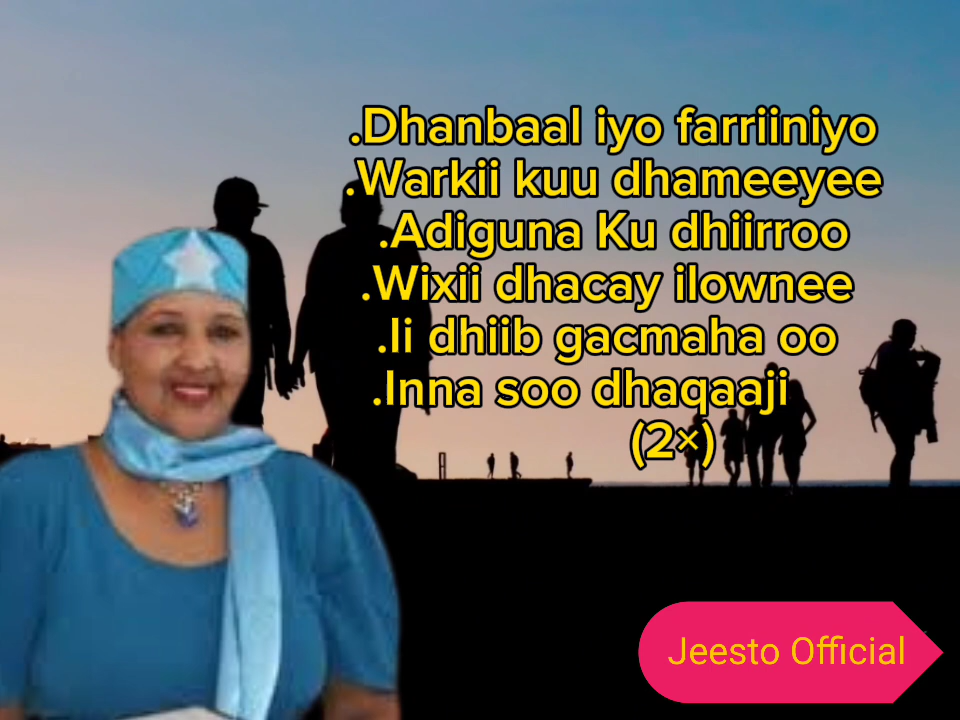 .Dhanbaal iyo farriiniyo
.Warkii kuu dhameeyee
.Adiguna Ku dhiirroo
.Wixii dhacay ilownee
.Ii dhiib gacmaha oo
.Inna soo dhaqaaji
(2×)
Jeesto Official